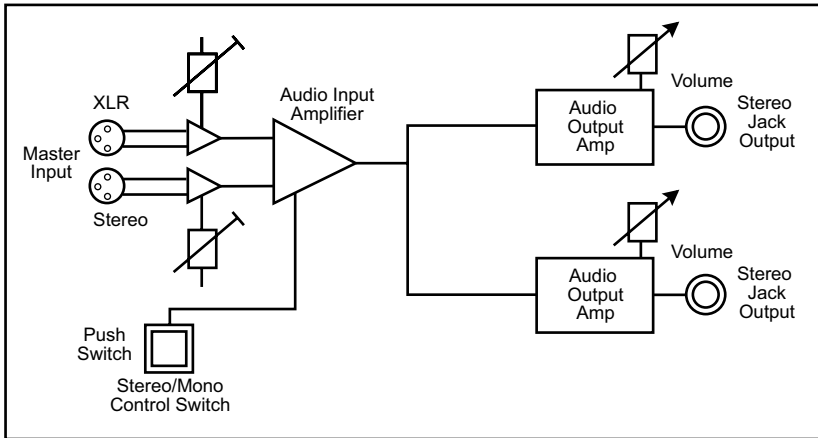 XLR
Master
Input
Stereo
Audio Input
Amplifier
Push
Switch
Stereo/Mono
Control Switch
Audio
Output
Amp
Volume
Stereo
Jack
Output
Audio
Output
Amp
Volume
Stereo
Jack
Output